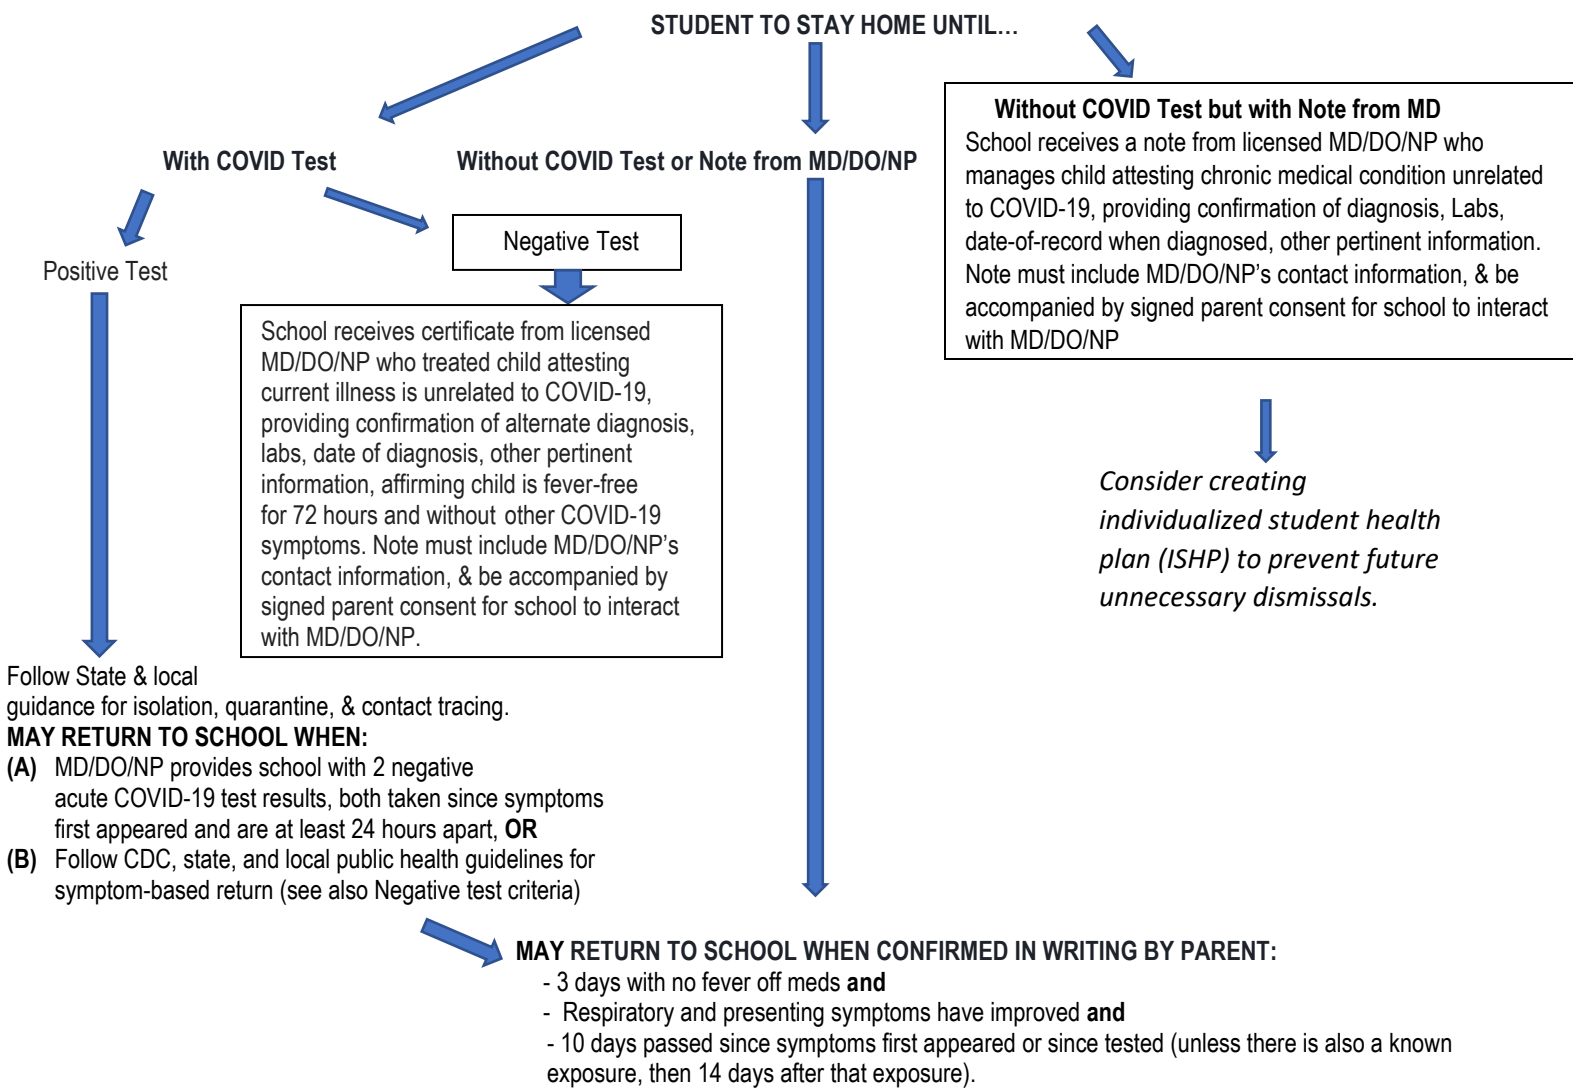 STUDENT TO STAY HOME UNTIL…
With COVID Test
Without COVID Test or Note from MD/DO/NP
Without COVID Test but with Note from MD
School receives a note from licensed MD/DO/NP who
manages child attesting chronic medical condition unrelated
to COVID-19, providing confirmation of diagnosis, Labs,
date-of-record when diagnosed, other pertinent information.
Note must include MD/DO/NP’s contact information, & be
accompanied by signed parent consent for school to interact
with MD/DO/NP
Positive Test
Negative Test
School receives certificate from licensed
MD/DO/NP who treated child attesting
current illness is unrelated to COVID-19,
providing confirmation of alternate diagnosis,
labs, date of diagnosis, other pertinent
information, affirming child is fever-free
for 72 hours and without other COVID-19
symptoms. Note must include MD/DO/NP’s
contact information, & be accompanied by
signed parent consent for school to interact
with MD/DO/NP.
Consider creating
individualized student health
plan (ISHP) to prevent future
unnecessary dismissals.
Follow State & local
guidance for isolation, quarantine, & contact tracing.
MAY RETURN TO SCHOOL WHEN:
(A) MD/DO/NP provides school with 2 negative
acute COVID-19 test results, both taken since symptoms
first appeared and are at least 24 hours apart, OR
(B) Follow CDC, state, and local public health guidelines for
symptom-based return (see also Negative test criteria)
MAY RETURN TO SCHOOL WHEN CONFIRMED IN WRITING BY PARENT:
- 3 days with no fever off meds and
- Respiratory and presenting symptoms have improved and
- 10 days passed since symptoms first appeared or since tested (unless there is also a known
exposure, then 14 days after that exposure).